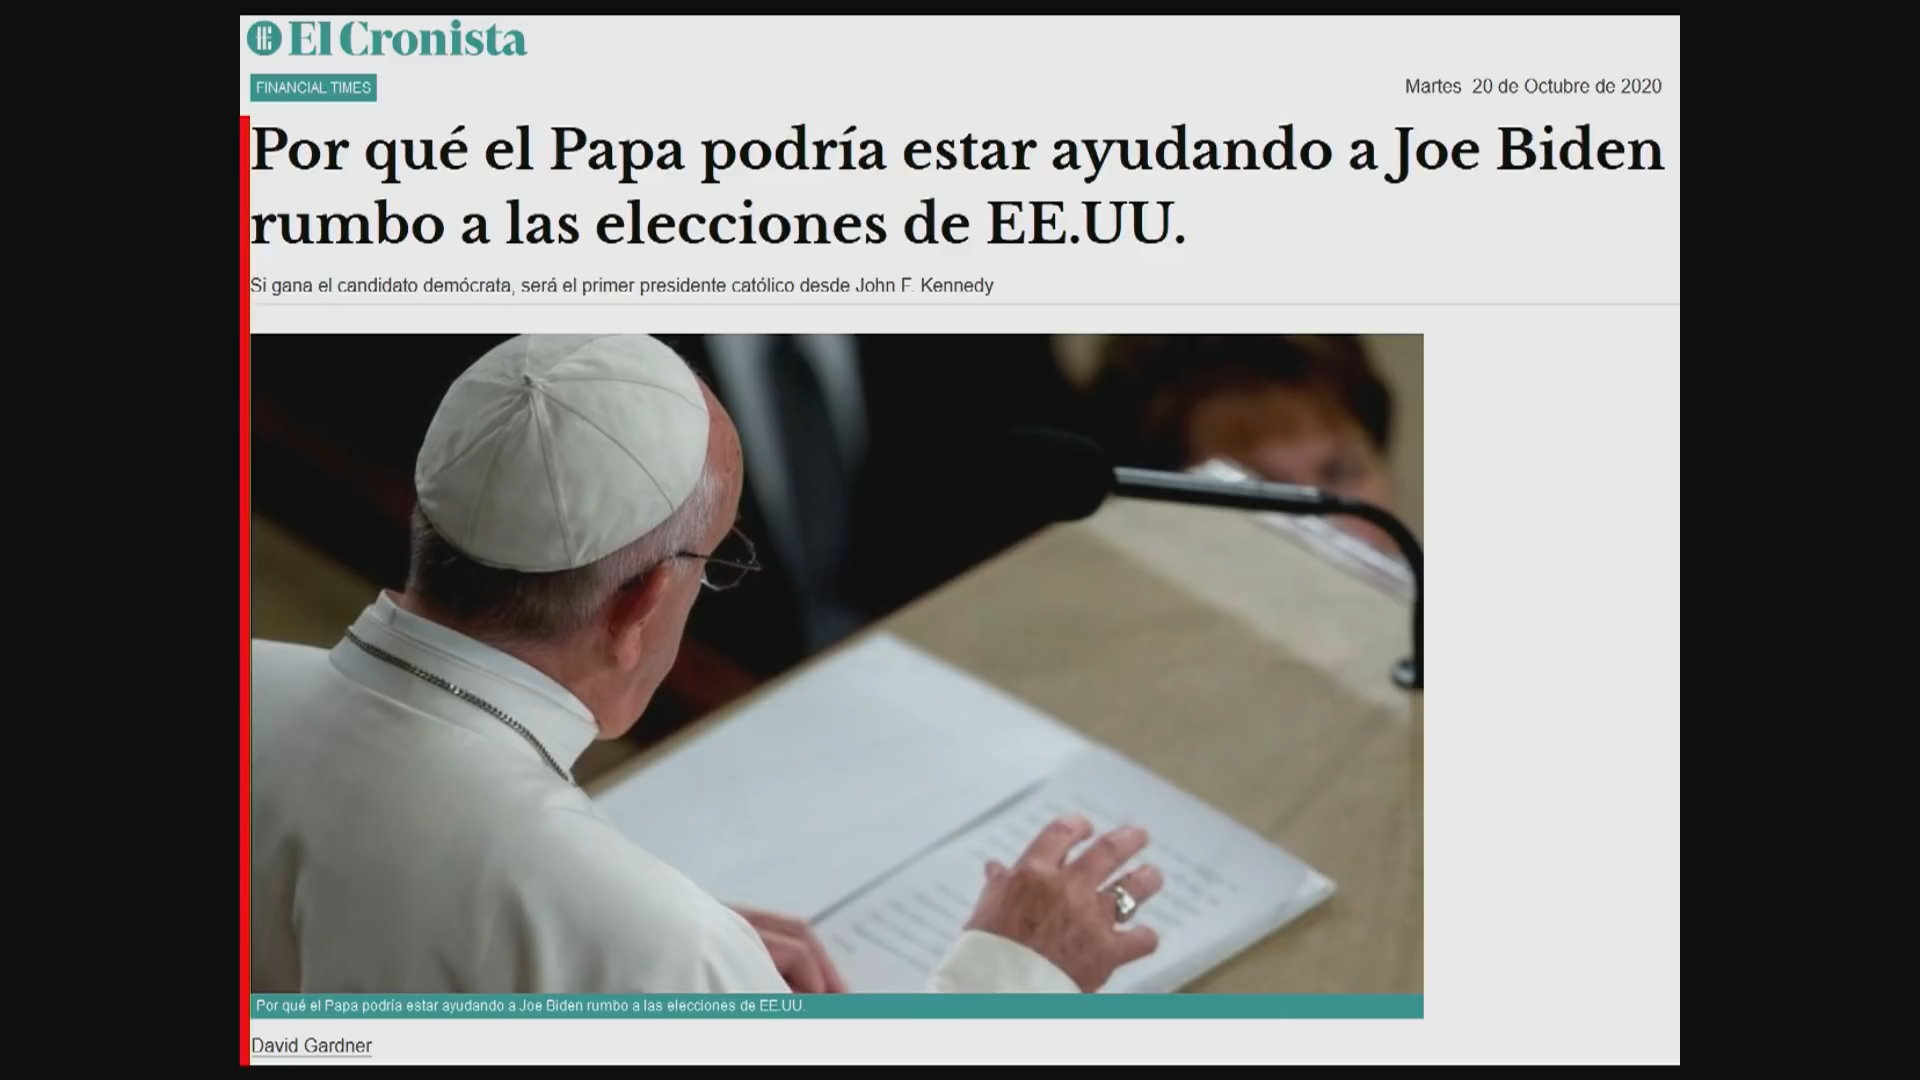 El Cronista
FINANCIAL TIMES
Martes 20 de Octubre de 2020
Por qué el Papa podría estar ayudando a Joe Biden
rumbo a las elecciones de EE.UU.
Si gana el candidato demócrata, será el primer presidente católico desde John F. Kennedy
Por qué el Papa podría estar ayudando a Joe Biden rumbo a las elecciones de EE.UU.
David Gardner